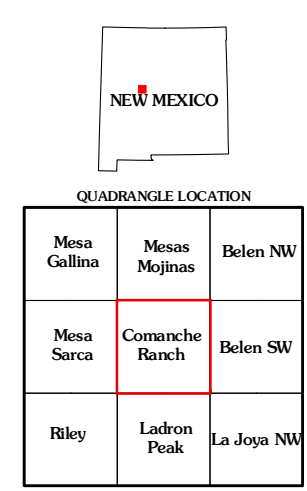 NEW MEXICO
QUADRANGLE LOCATION
Mesa
Gallina
Mesas
Mojinas
Belen NW
Mesa
Sarca
Comanche
Ranch
Belen SW
Riley
Ladron
Peak
La Joya NW